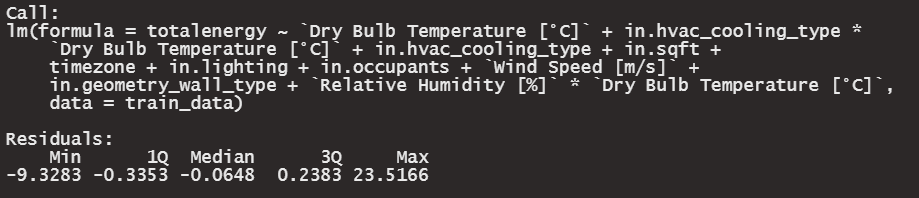 Call:
lm(formula = totalenergy ~ `Dry Bulb Temperature [°C]` + in.hvac_cooling_type *
    `Dry Bulb Temperature [°C]` + in.hvac_cooling_type + in.sqft +
    timezone + in.lighting + in.occupants + `Wind Speed [m/s]` +
    in.geometry_wall_type + `Relative Humidity [%]` * `Dry Bulb Temperature [°C]`,
    data = train_data)
Residuals:
    Min      1Q  Median      3Q     Max
-9.3283 -0.3353 -0.0648  0.2383 23.5166